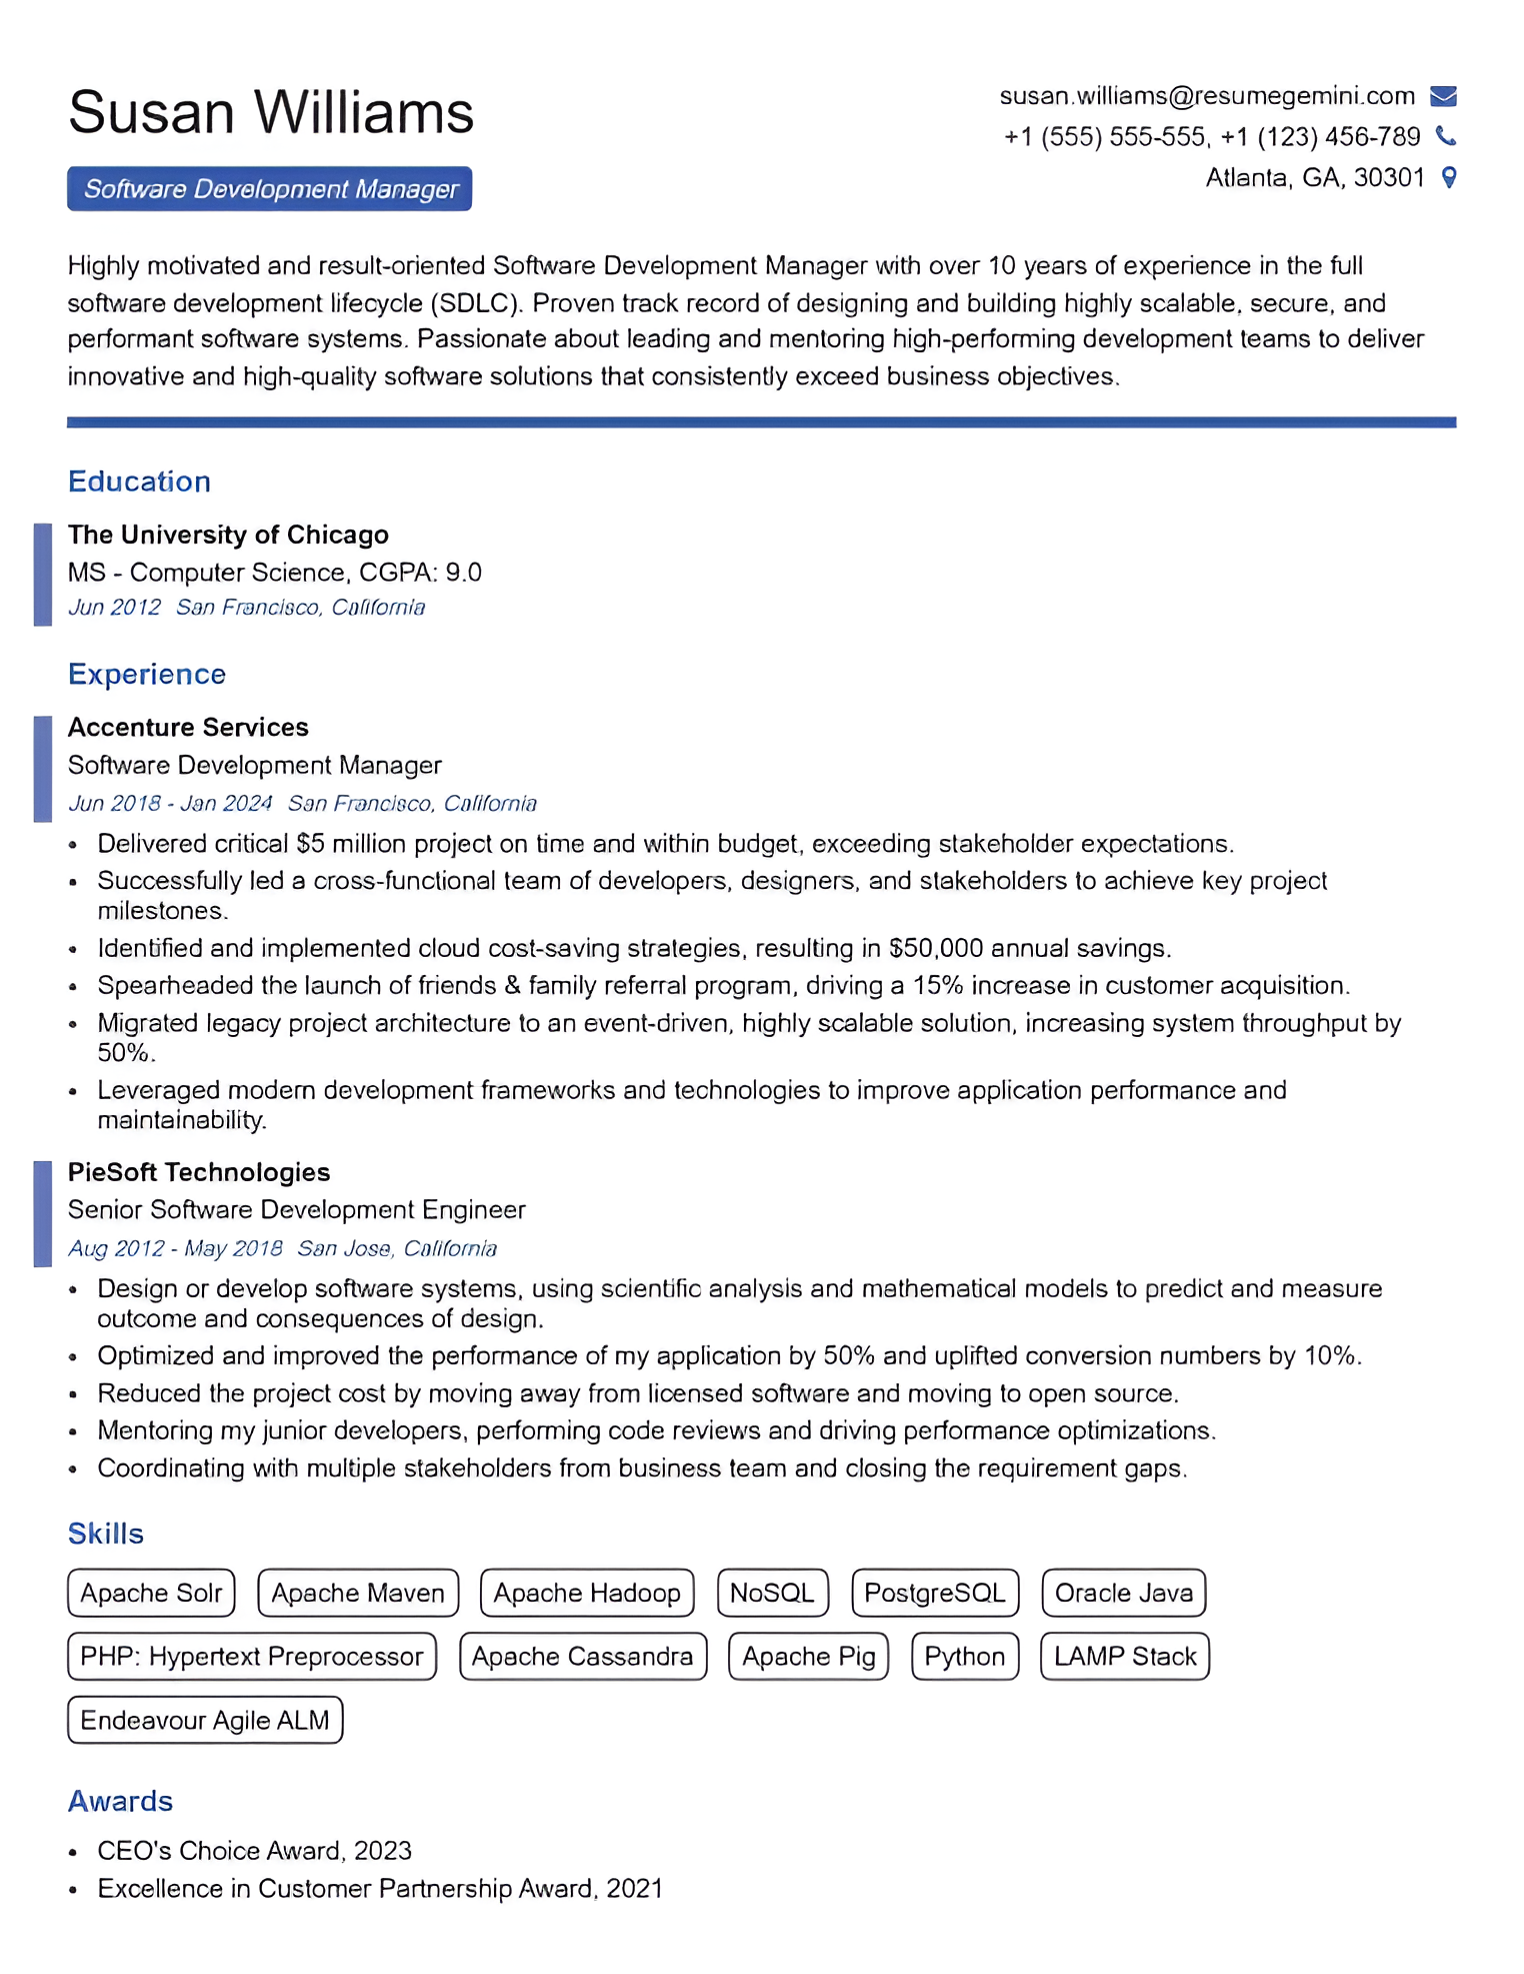 Susan Williams
Software Development Manager
susan.williams@resumegemini.com
+1 (555) 555-555, +1 (123) 456-789
Atlanta, GA, 30301
Highly motivated and result-oriented Software Development Manager with over 10 years of experience in the full
software development lifecycle (SDLC). Proven track record of designing and building highly scalable, secure, and
performant software systems. Passionate about leading and mentoring high-performing development teams to deliver
innovative and high-quality software solutions that consistently exceed business objectives.
Education
The University of Chicago
MS - Computer Science, CGPA: 9.0
Jun 2012 San Francisco, California
Experience
Accenture Services
Software Development Manager
Jun 2018 - Jan 2024 San Francisco, California
• Delivered critical $5 million project on time and within budget, exceeding stakeholder expectations.
• Successfully led a cross-functional team of developers, designers, and stakeholders to achieve key project
milestones.
• Identified and implemented cloud cost-saving strategies, resulting in $50,000 annual savings.
• Spearheaded the launch of friends & family referral program, driving a 15% increase in customer acquisition.
• Migrated legacy project architecture to an event-driven, highly scalable solution, increasing system throughput by
50%.
• Leveraged modern development frameworks and technologies to improve application performance and
maintainability.
PieSoft Technologies
Senior Software Development Engineer
Aug 2012 - May 2018 San Jose, California
• Design or develop software systems, using scientific analysis and mathematical models to predict and measure
outcome and consequences of design.
• Optimized and improved the performance of my application by 50% and uplifted conversion numbers by 10%.
• Reduced the project cost by moving away from licensed software and moving to open source.
• Mentoring my junior developers, performing code reviews and driving performance optimizations.
• Coordinating with multiple stakeholders from business team and closing the requirement gaps.
Skills
Apache Solr Apache Maven Apache Hadoop NoSQL PostgreSQL Oracle Java
PHP: Hypertext Preprocessor Apache Cassandra Apache Pig Python LAMP Stack
Endeavour Agile ALM
Awards
• CEO's Choice Award, 2023
• Excellence in Customer Partnership Award, 2021